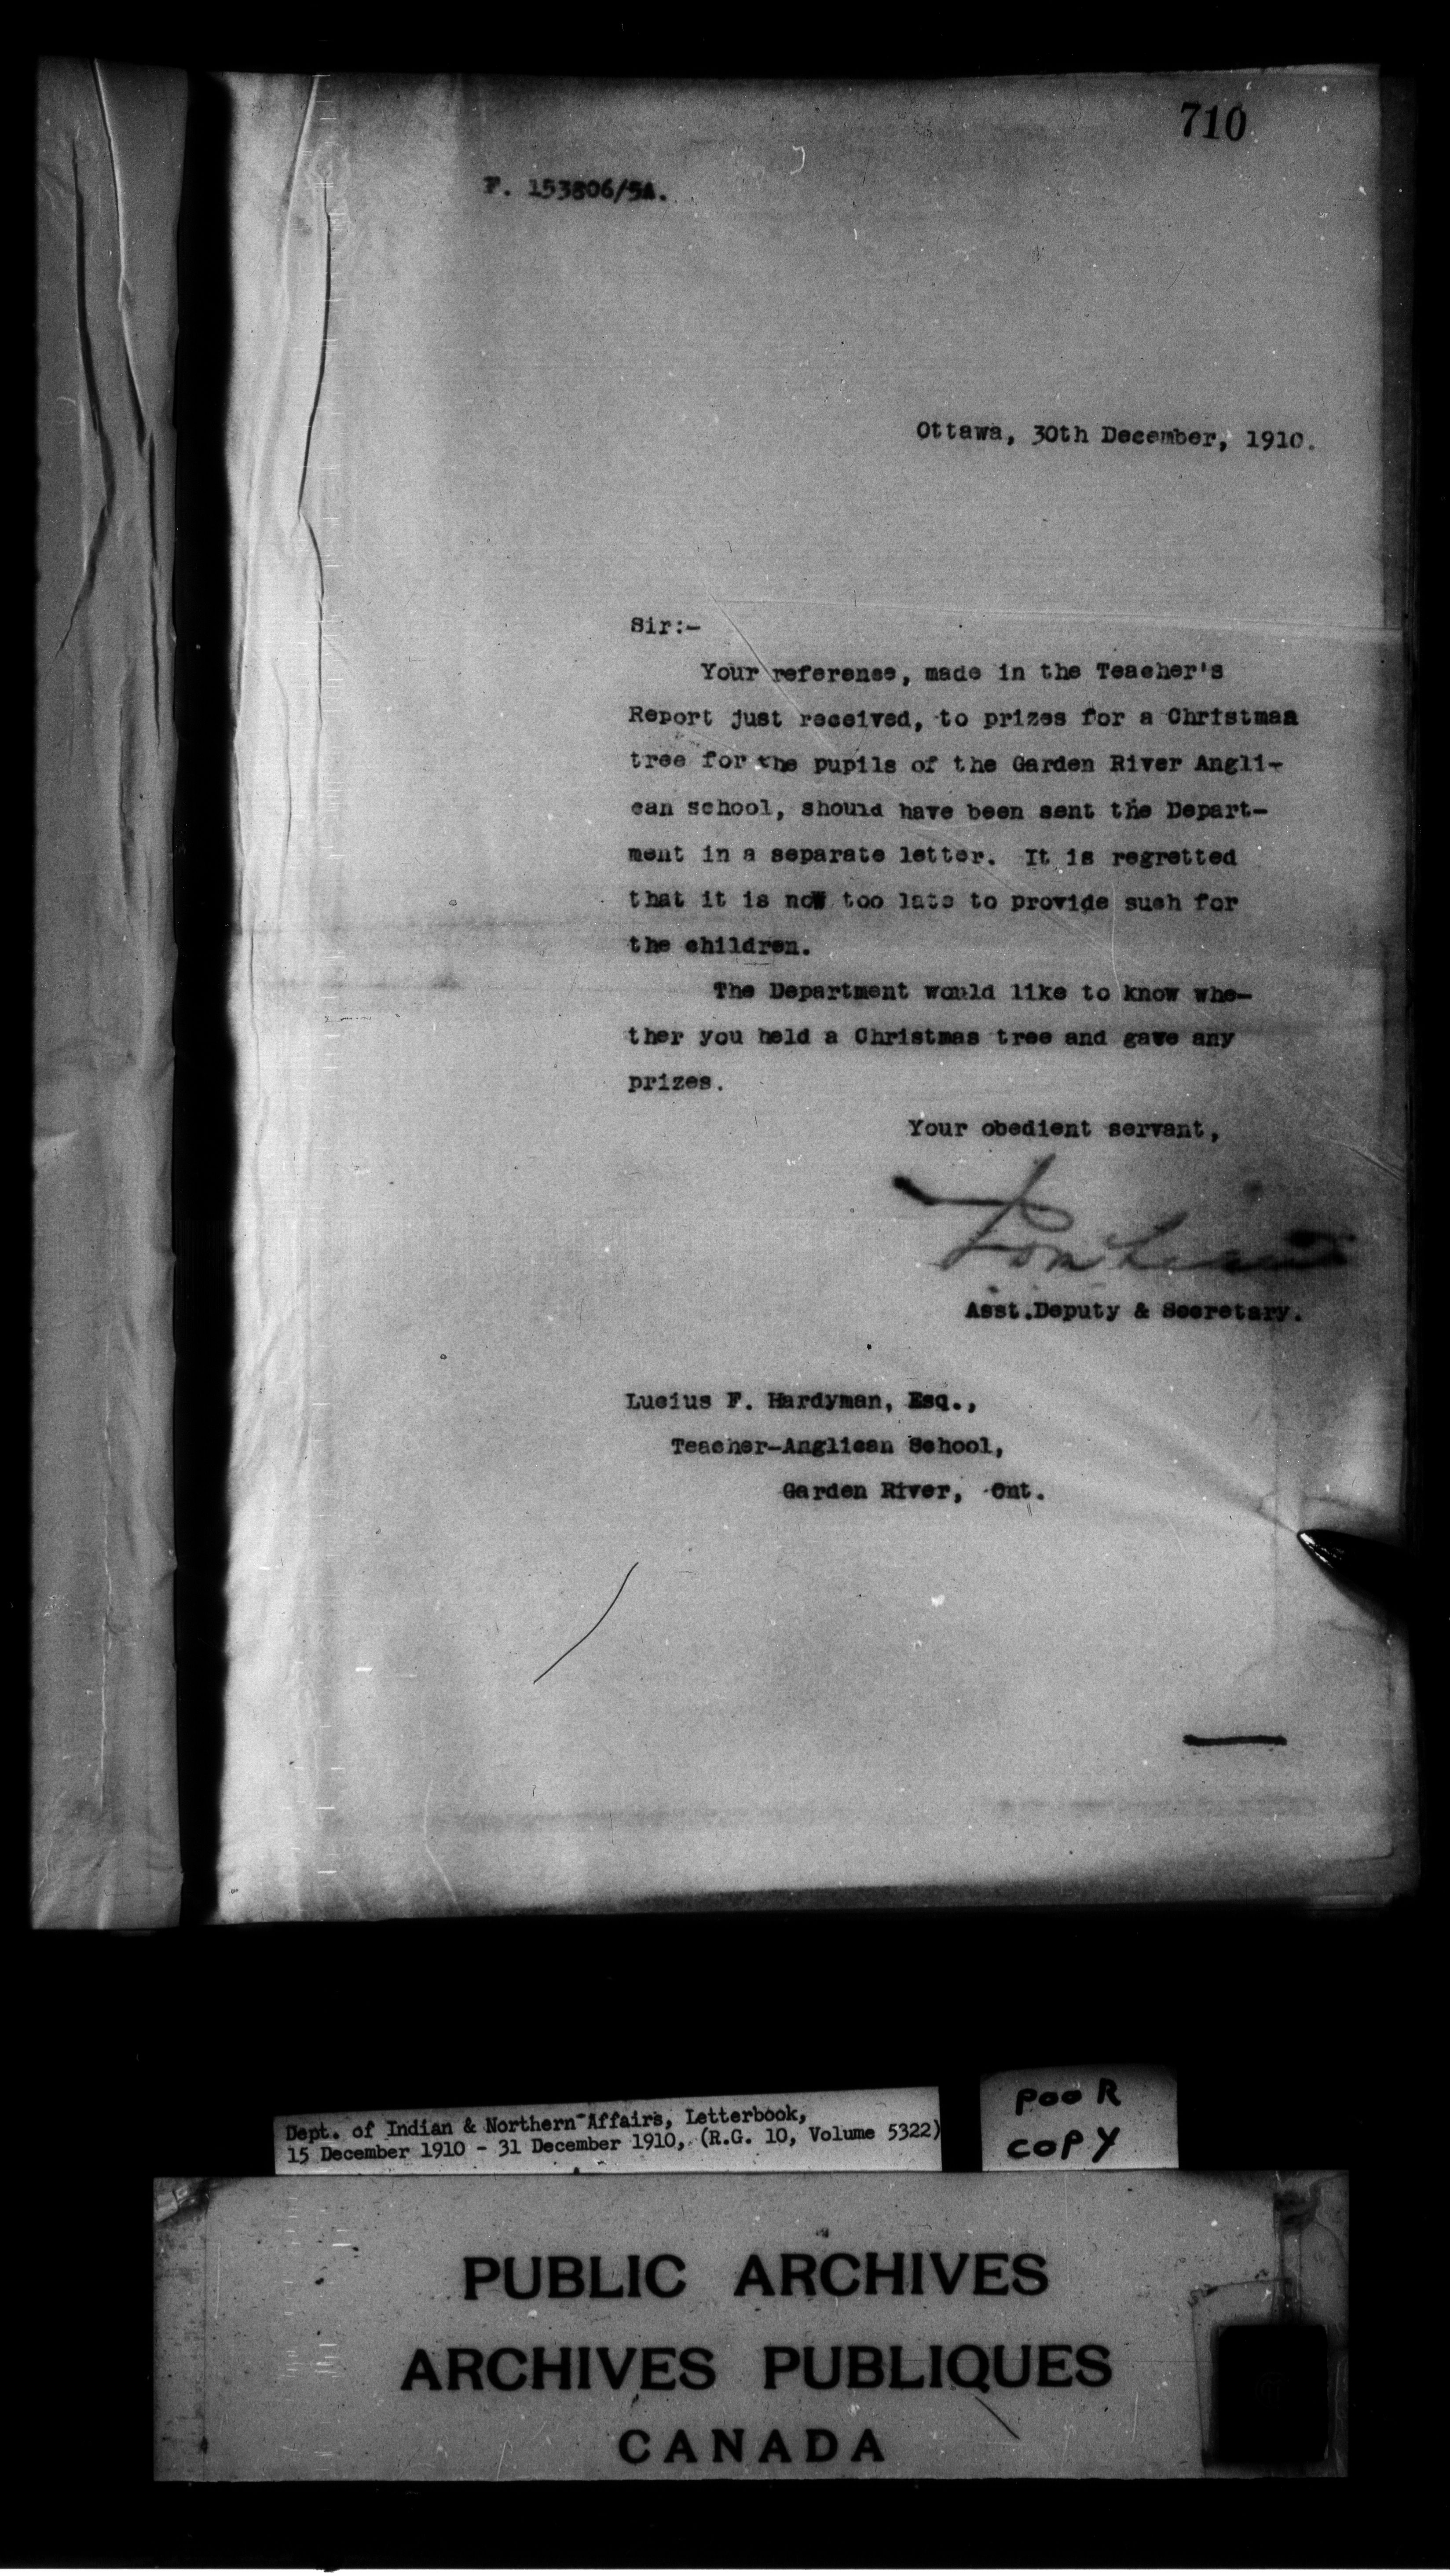 710
F. 153806/5A.
Ottawa, 30th December, 1910.
Sir:-
Your reference, made in the Teacher's
Report just received, to prizes for a Christmas
tree for the pupils of the Garden River Angli-
can school, should have been sent the Depart-
ment in a separate letter. It is regretted
that it is now too late to provide such for
the children.
The Department would like to know whe-
ther you held a Christmas tree and gave any
prizes.
Your obedient servant,
Asst.Deputy & Secretary.
Lucius F. Hardyman, Esq.,
Teacher-Anglican School,
Garden River, Ont.
Dept. of Indian & Northern Affairs, Letterbook,
15 December 1910 - 31 December 1910, (R.G. 10, Volume 5322)
POOR
COPY
PUBLIC ARCHIVES
ARCHIVES PUBLIQUES
CANADA